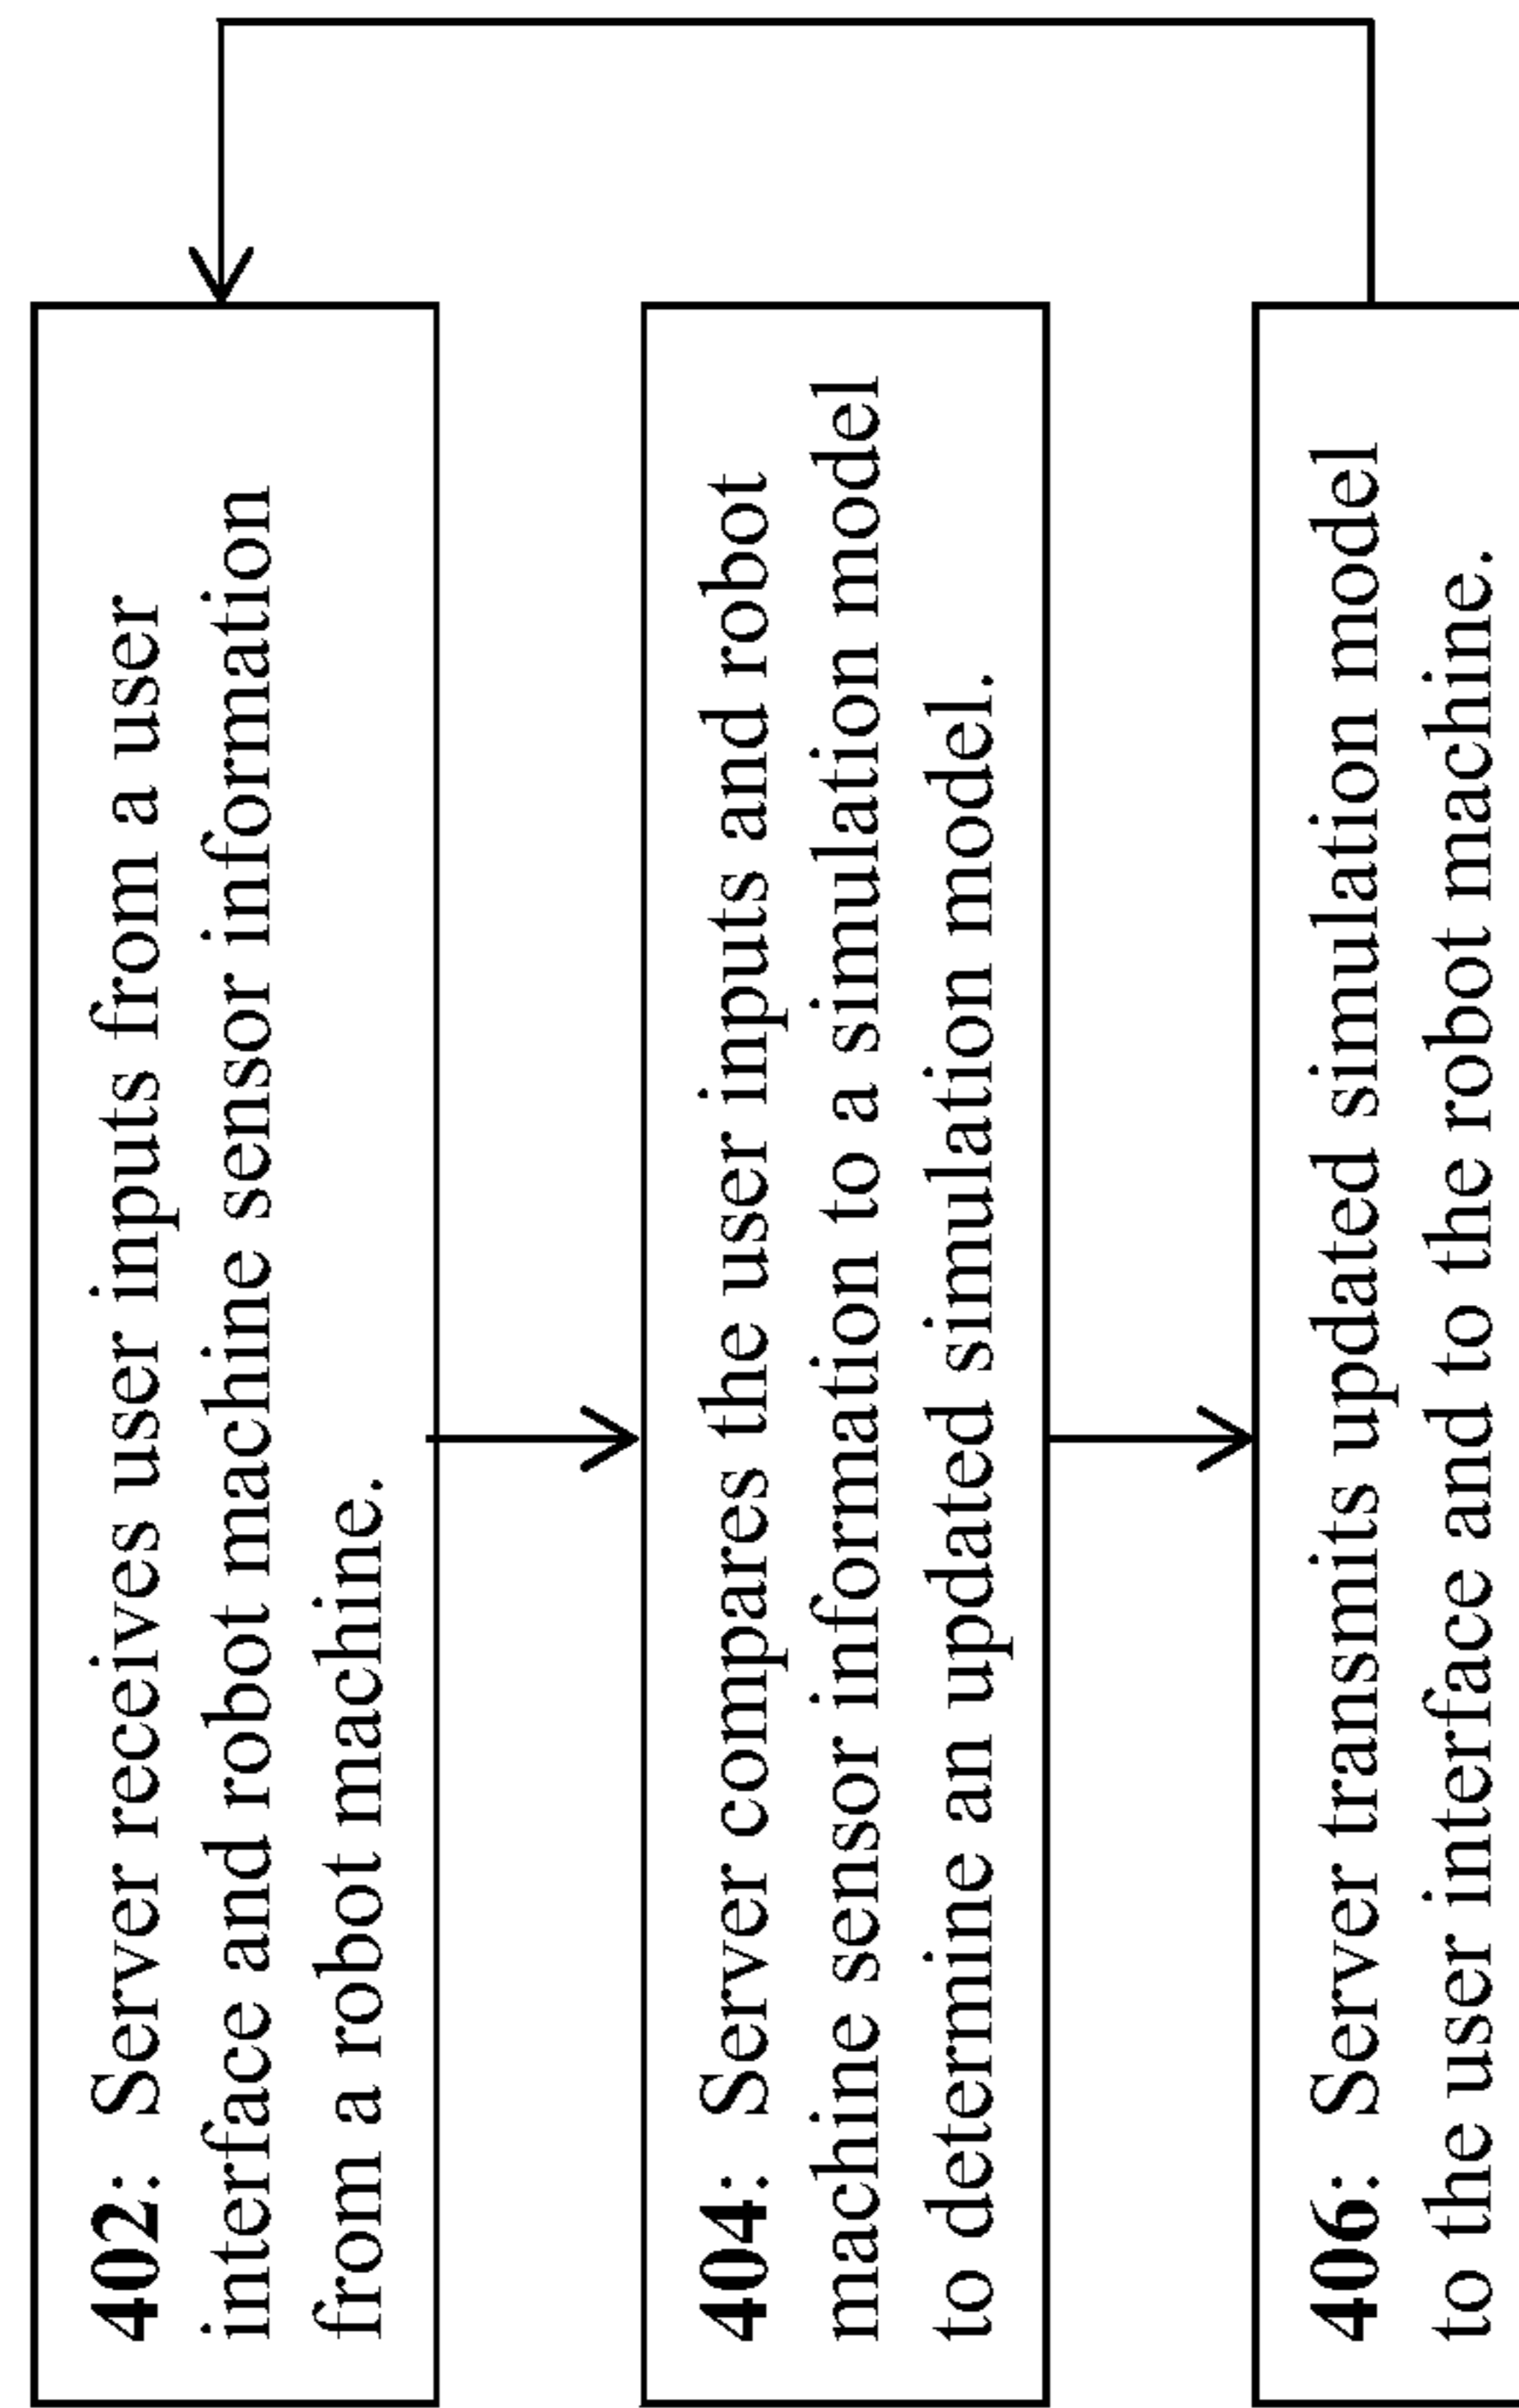 402: Server receives user inputs from a user
interface and robot machine sensor information
from a robot machine.
404: Server compares the user inputs and robot
machine sensor information to a simulation model
to determine an updated simulation model.
406: Server transmits updated simulation model
to the user interface and to the robot machine.